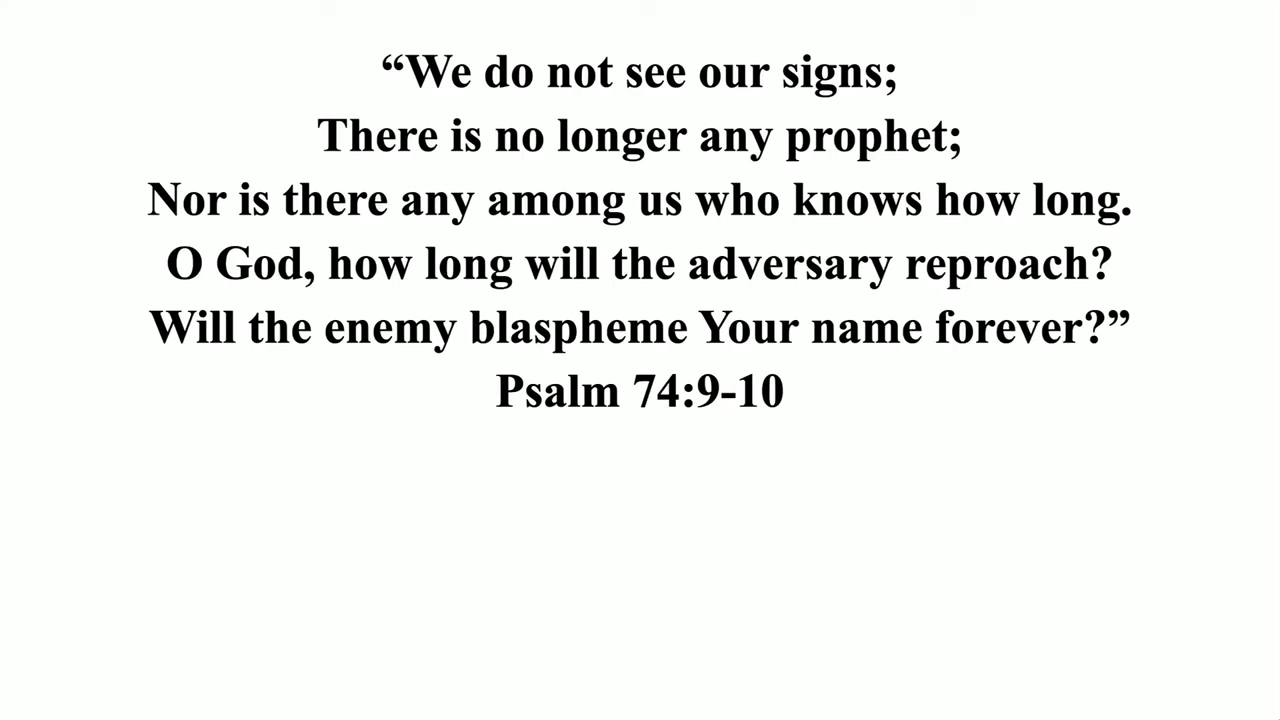 “We do not see our signs;
There is no longer any prophet;
Nor is there any among us who knows how long.
O God, how long will the adversary reproach?
Will the enemy blaspheme Your name forever?”
Psalm 74:9-10